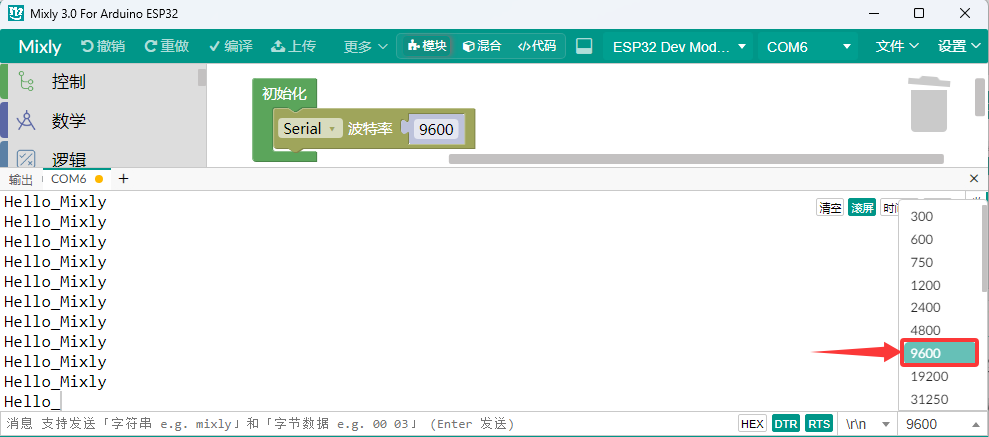 Mixly 3.0 For Arduino ESP32
Mixly 撤销 重做 编译 上传 更多 模块 混合 代码 ESP32 Dev Mod... COM6 文件 设置
控制
数学
逻辑
初始化
Serial 波特率 9600
输出 COM6 +
Hello_Mixly
Hello_Mixly
Hello_Mixly
Hello_Mixly
Hello_Mixly
Hello_Mixly
Hello_Mixly
Hello_Mixly
Hello_Mixly
Hello_Mixly
Hello_
清空 滚屏 时间
300
600
750
1200
2400
4800
9600
19200
31250
消息 支持发送「字符串 e.g. mixly」和「字节数据 e.g. 00 03」 (Enter 发送)
HEX DTR RTS \r\n 9600